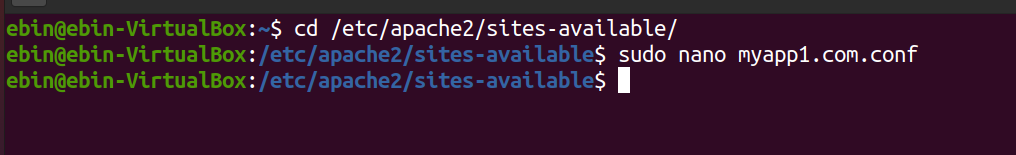 ebin@ebin-VirtualBox:~$ cd /etc/apache2/sites-available/
ebin@ebin-VirtualBox:/etc/apache2/sites-available$ sudo nano myapp1.com.conf
ebin@ebin-VirtualBox:/etc/apache2/sites-available$